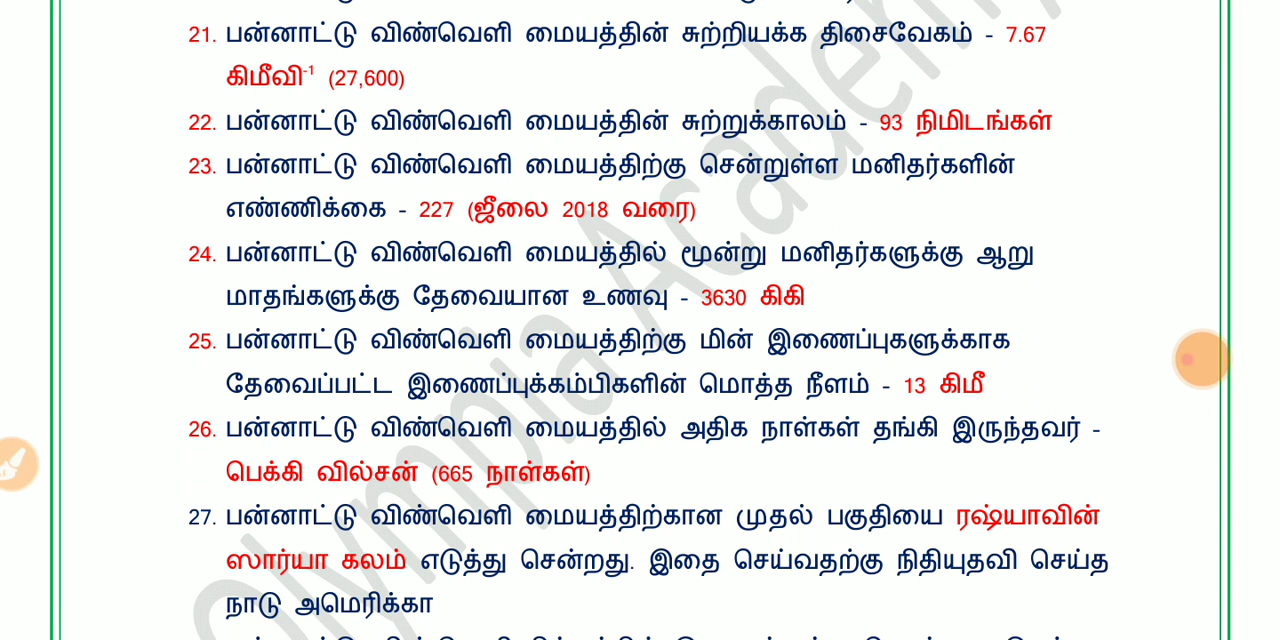 21. பன்னாட்டு விண்வெளி மையத்தின் சுற்றியக்க திசைவேகம் - 7.67
கிமீவி-1 (27,600)
22. பன்னாட்டு விண்வெளி மையத்தின் சுற்றுக்காலம் - 93 நிமிடங்கள்
23. பன்னாட்டு விண்வெளி மையத்திற்கு சென்றுள்ள மனிதர்களின்
எண்ணிக்கை - 227 (ஜீலை 2018 வரை)
24. பன்னாட்டு விண்வெளி மையத்தில் மூன்று மனிதர்களுக்கு ஆறு
மாதங்களுக்கு தேவையான உணவு - 3630 கிகி
25. பன்னாட்டு விண்வெளி மையத்திற்கு மின் இணைப்புகளுக்காக
தேவைப்பட்ட இணைப்புக்கம்பிகளின் மொத்த நீளம் - 13 கிமீ
26. பன்னாட்டு விண்வெளி மையத்தில் அதிக நாள்கள் தங்கி இருந்தவர் -
பெக்கி வில்சன் (665 நாள்கள்)
27. பன்னாட்டு விண்வெளி மையத்திற்கான முதல் பகுதியை ரஷ்யாவின்
ஸார்யா கலம் எடுத்து சென்றது. இதை செய்வதற்கு நிதியுதவி செய்த
நாடு அமெரிக்கா
Olympia Academy